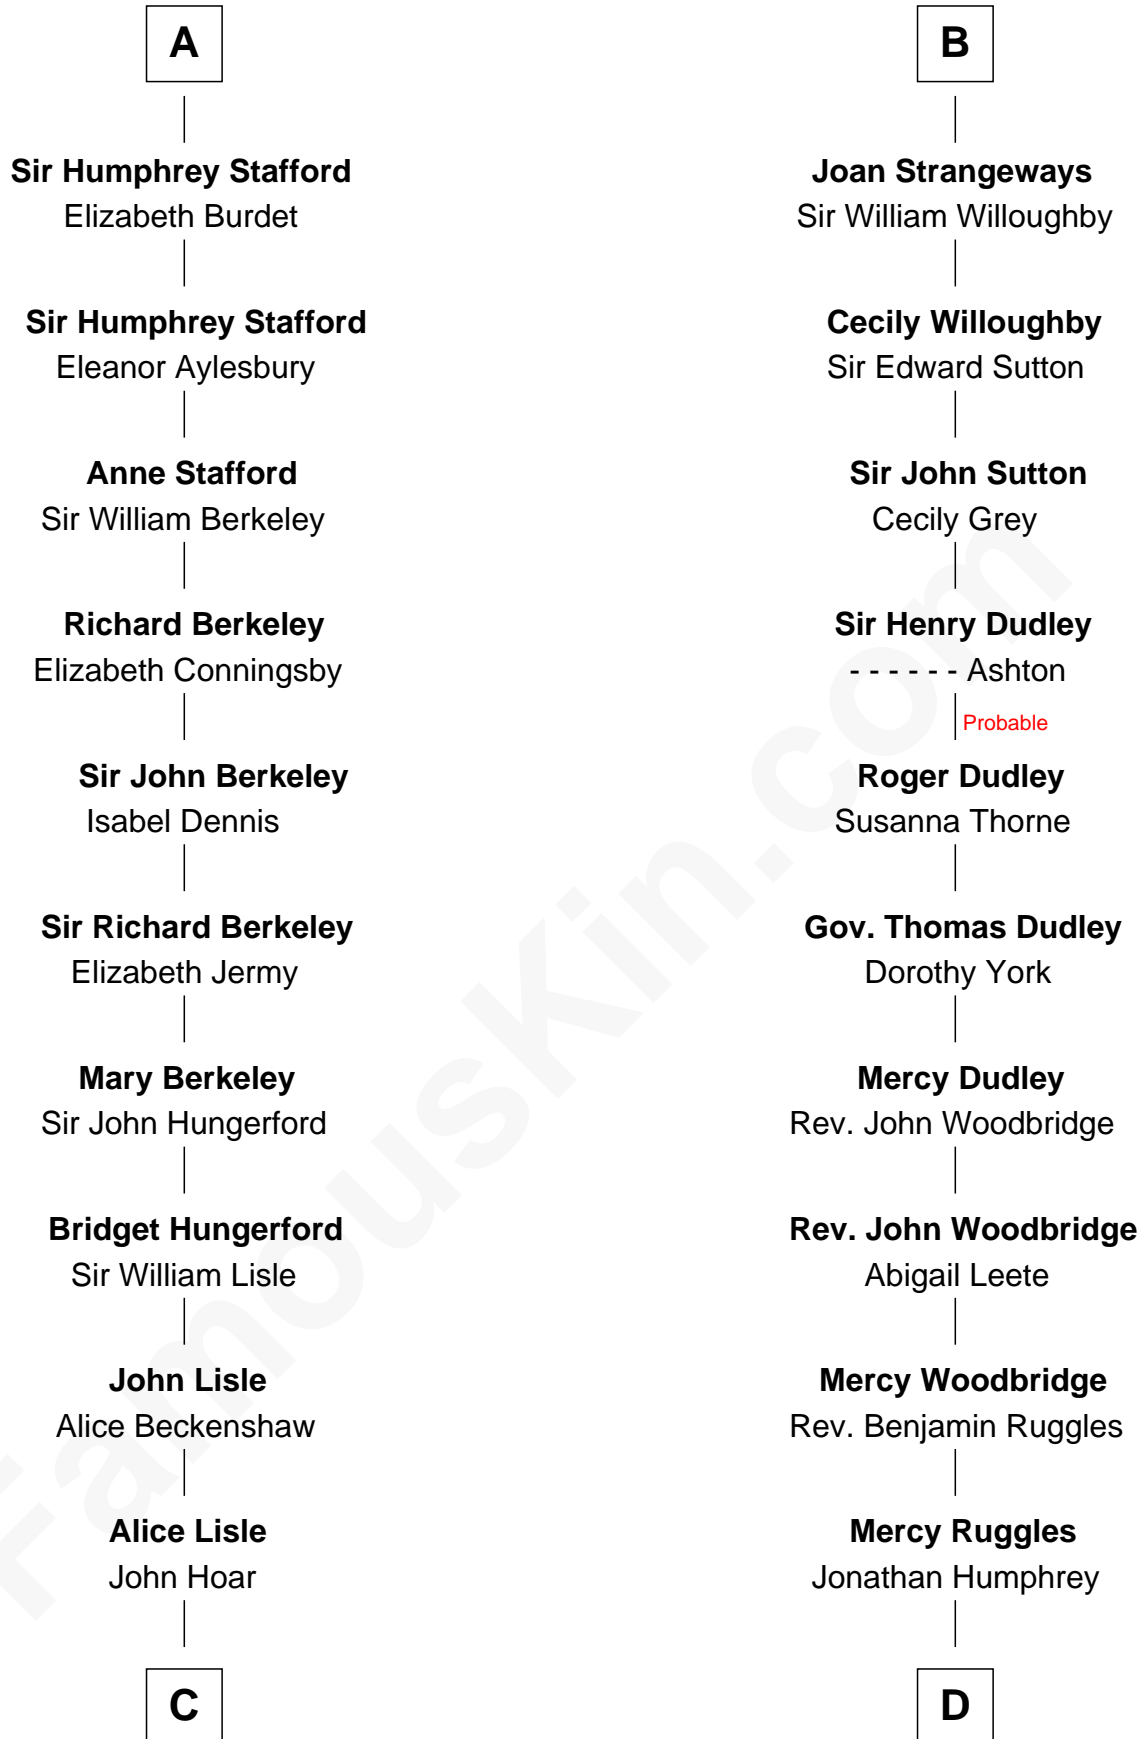 A
Sir Humphrey Stafford
Elizabeth Burdet
Sir Humphrey Stafford
Eleanor Aylesbury
Anne Stafford
Sir William Berkeley
Richard Berkeley
Elizabeth Conningsby
Sir John Berkeley
Isabel Dennis
Sir Richard Berkeley
Elizabeth Jermy
Mary Berkeley
Sir John Hungerford
Bridget Hungerford
Sir William Lisle
John Lisle
Alice Beckenshaw
Alice Lisle
John Hoar
C
B
Joan Strangeways
Sir William Willoughby
Cecily Willoughby
Sir Edward Sutton
Sir John Sutton
Cecily Grey
Sir Henry Dudley
- - - - - - Ashton
Probable
Roger Dudley
Susanna Thorne
Gov. Thomas Dudley
Dorothy York
Mercy Dudley
Rev. John Woodbridge
Rev. John Woodbridge
Abigail Leete
Mercy Woodbridge
Rev. Benjamin Ruggles
Mercy Ruggles
Jonathan Humphrey
D
FamousKin.com